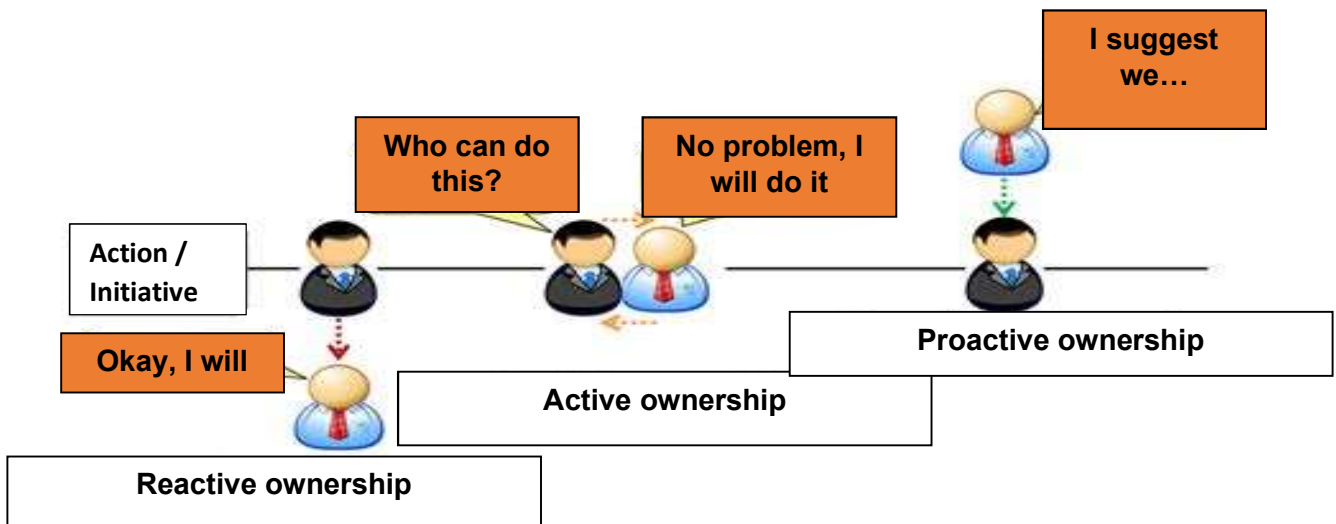 I suggest
we…
Who can do
this?
No problem, I
will do it
Action /
Initiative
Okay, I will
Proactive ownership
Active ownership
Reactive ownership